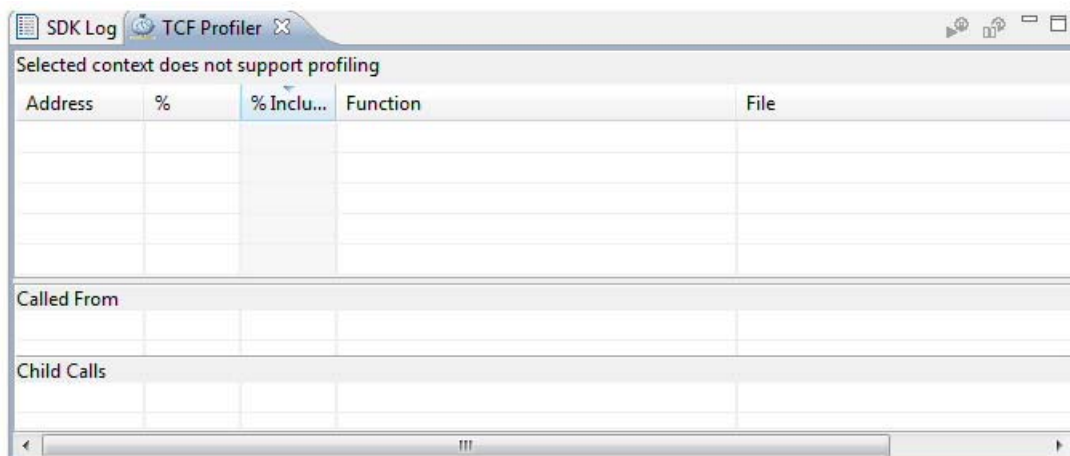 SDK Log TCF Profiler
Selected context does not support profiling
Address % % Inclu... Function File
Called From
Child Calls